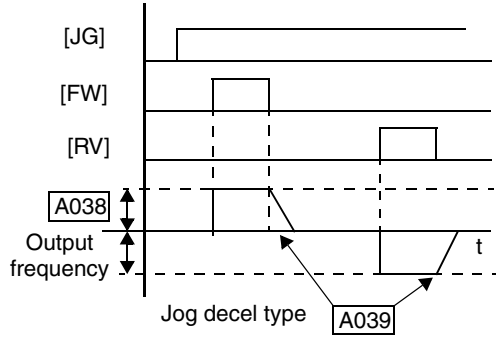 [JG]
[FW]
[RV]
A038
Output
frequency
t
Jog decel type
A039